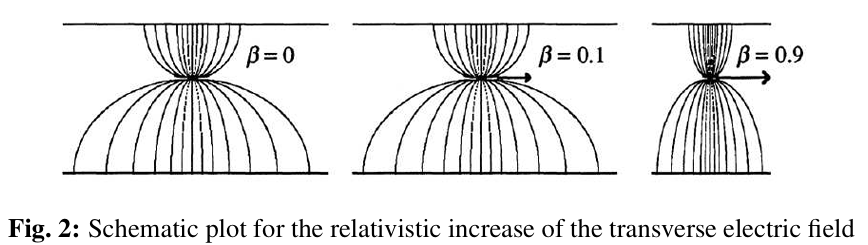 β = 0
β = 0.1
β = 0.9
Fig. 2: Schematic plot for the relativistic increase of the transverse electric field